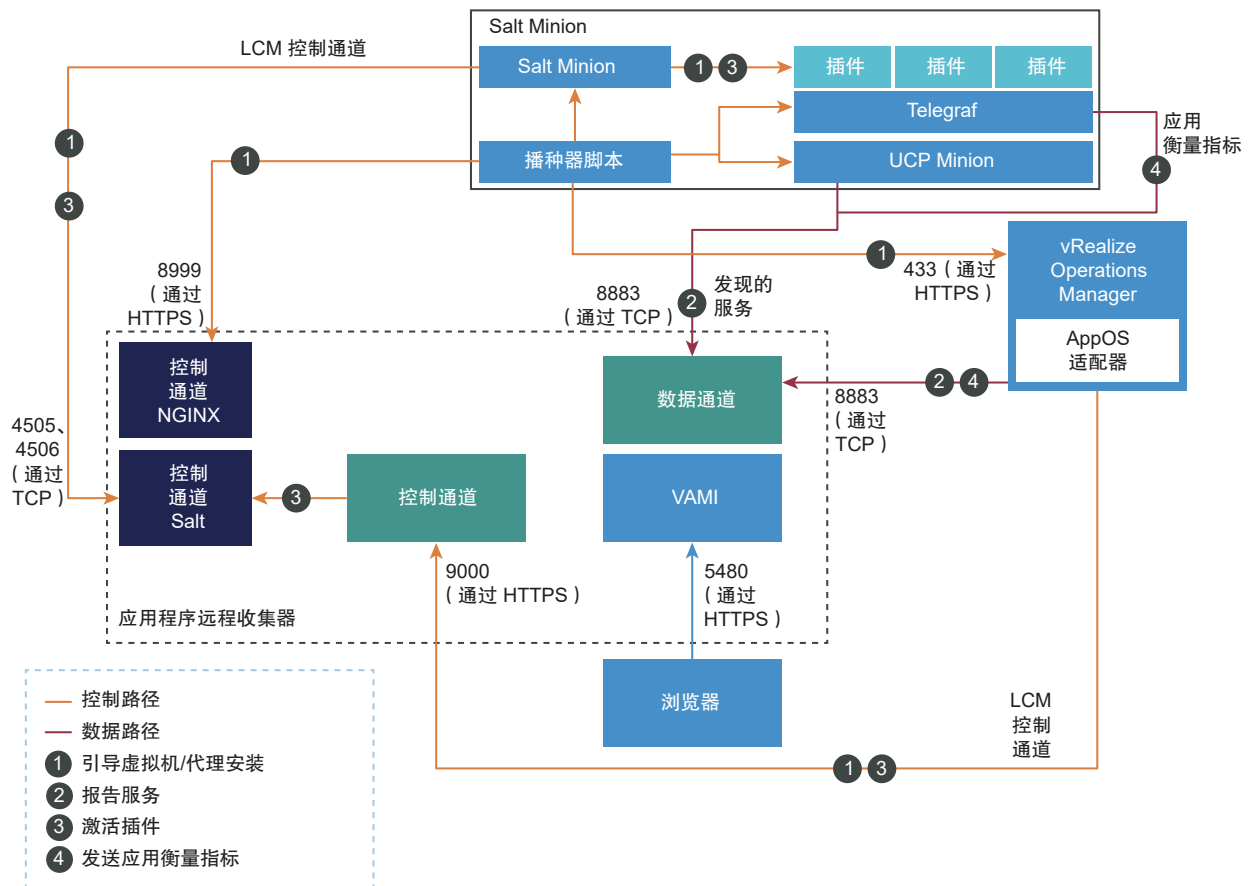 Salt Minion
LCM 控制通道
Salt Minion
1
3
插件
插件
插件
Telegraf
应用
衡量指标
4
1
1
播种器脚本
UCP Minion
3
8999
（通过
HTTPS）
8883
（通过 TCP）
2
发现的
服务
1
433（通过
HTTPS）
vRealize
Operations
Manager
AppOS
适配器
控制
通道
NGINX
数据通道
2
4
8883
（通过
TCP）
4505、
4506
（通过
TCP）
控制
通道
Salt
3
控制通道
VAMI
9000
（通过 HTTPS）
5480
（通过
HTTPS）
应用程序远程收集器
浏览器
LCM
控制
通道
1
3
控制路径
数据路径
1 引导虚拟机/代理安装
2 报告服务
3 激活插件
4 发送应用衡量指标